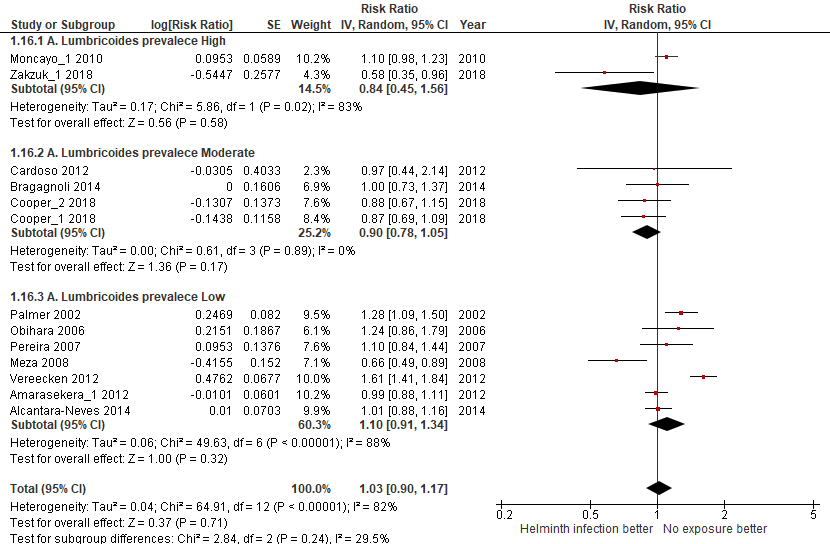 Risk Ratio Risk Ratio
Study or Subgroup log[Risk Ratio] SE Weight IV, Random, 95% CI Year IV, Random, 95% CI
1.16.1 A. Lumbricoides prevalece High
Moncayo_1 2010 0.0953 0.0589 10.2% 1.10 [0.98, 1.23] 2010
Zakzuk_1 2018 -0.5447 0.2577 4.3% 0.58 [0.35, 0.96] 2018
Subtotal (95% CI) 14.5% 0.84 [0.45, 1.56]
Heterogeneity: Tau² = 0.17; Chi² = 5.86, df = 1 (P = 0.02); I² = 83%
Test for overall effect: Z = 0.56 (P = 0.58)
1.16.2 A. Lumbricoides prevalece Moderate
Cardoso 2012 -0.0305 0.4033 2.3% 0.97 [0.44, 2.14] 2012
Bragagnoli 2014 0 0.1606 6.9% 1.00 [0.73, 1.37] 2014
Cooper_2 2018 -0.1307 0.1373 7.6% 0.88 [0.67, 1.15] 2018
Cooper_1 2018 -0.1438 0.1158 8.4% 0.87 [0.69, 1.09] 2018
Subtotal (95% CI) 25.2% 0.90 [0.78, 1.05]
Heterogeneity: Tau² = 0.00; Chi² = 0.61, df = 3 (P = 0.89); I² = 0%
Test for overall effect: Z = 1.36 (P = 0.17)
1.16.3 A. Lumbricoides prevalece Low
Palmer 2002 0.2469 0.082 9.5% 1.28 [1.09, 1.50] 2002
Obihara 2006 0.2151 0.1867 6.1% 1.24 [0.86, 1.79] 2006
Pereira 2007 0.0953 0.1376 7.6% 1.10 [0.84, 1.44] 2007
Meza 2008 -0.4155 0.152 7.1% 0.66 [0.49, 0.89] 2008
Vereecken 2012 0.4762 0.0677 10.0% 1.61 [1.41, 1.84] 2012
Amarasekera_1 2012 -0.0101 0.0601 10.2% 0.99 [0.88, 1.11] 2012
Alcantara-Neves 2014 0.01 0.0703 9.9% 1.01 [0.88, 1.16] 2014
Subtotal (95% CI) 60.3% 1.10 [0.91, 1.34]
Heterogeneity: Tau² = 0.06; Chi² = 49.63, df = 6 (P < 0.00001); I² = 88%
Test for overall effect: Z = 1.00 (P = 0.32)
Total (95% CI) 100.0% 1.03 [0.90, 1.17]
Heterogeneity: Tau² = 0.04; Chi² = 64.91, df = 12 (P < 0.00001); I² = 82%
Test for overall effect: Z = 0.37 (P = 0.71)
Test for subgroup differences: Chi² = 2.84, df = 2 (P = 0.24), I² = 29.5%
0.2 0.5 1 2 5
Helminth infection better No exposure better